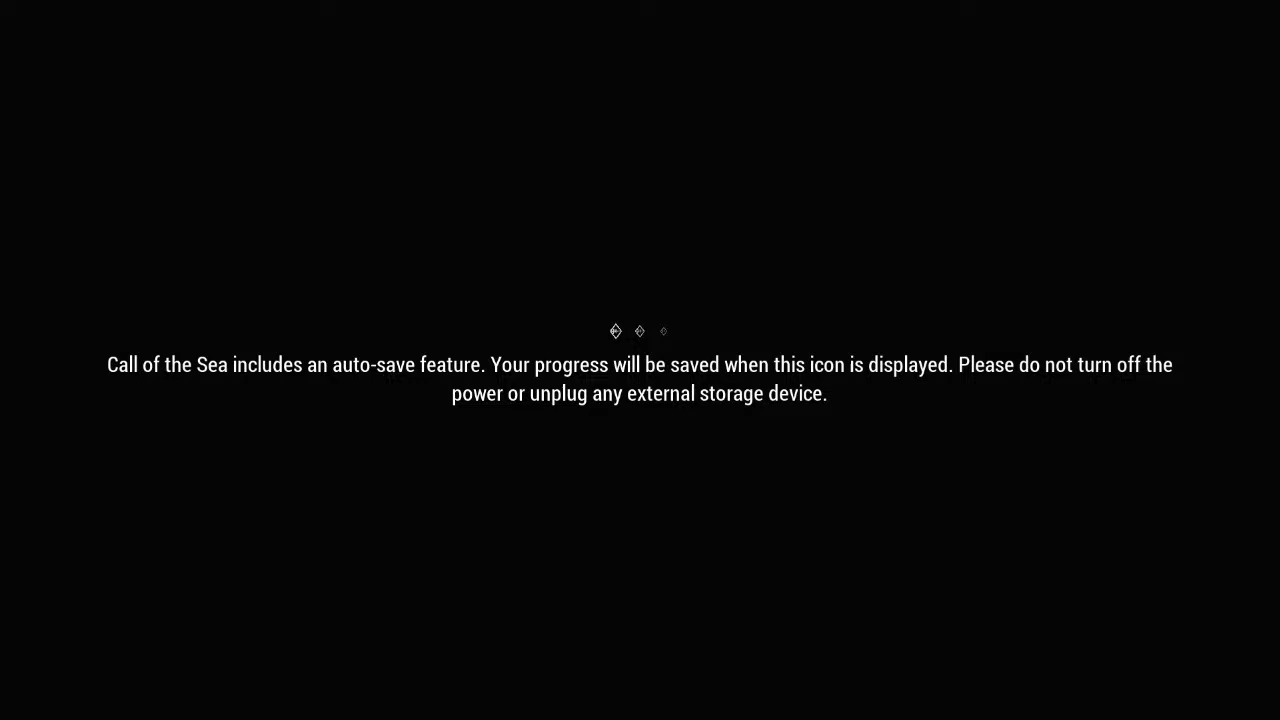 Call of the Sea includes an auto-save feature. Your progress will be saved when this icon is displayed. Please do not turn off the
power or unplug any external storage device.